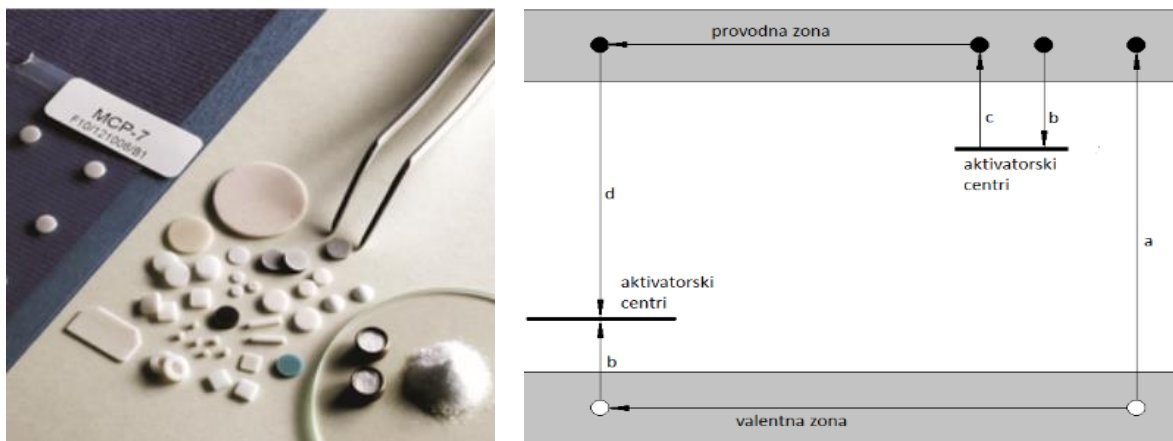 MCP-7
F10/121006/B1
provodna zona
c
b
aktivatorski
centri
d
a
aktivatorski
centri
b
valentna zona